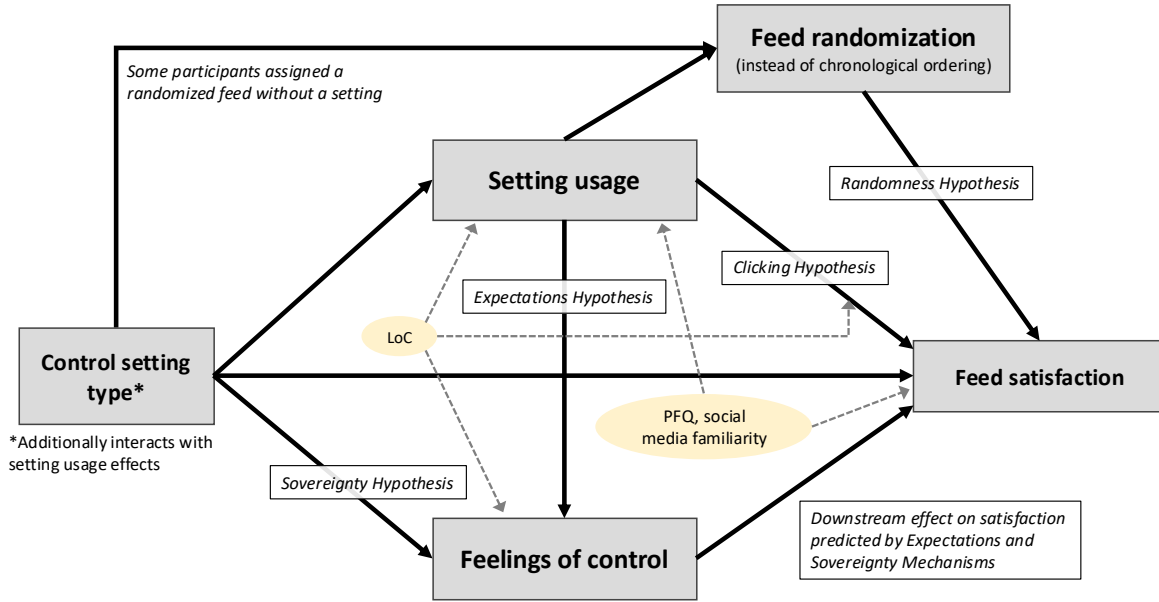 Feed randomization
(instead of chronological ordering)
Some participants assigned a
randomized feed without a setting
Setting usage
Randomness Hypothesis
Clicking Hypothesis
Expectations Hypothesis
LoC
Control setting
type*
Feed satisfaction
PFQ, social
media familiarity
*Additionally interacts with
setting usage effects
Sovereignty Hypothesis
Downstream effect on satisfaction
predicted by Expectations and
Sovereignty Mechanisms
Feelings of control